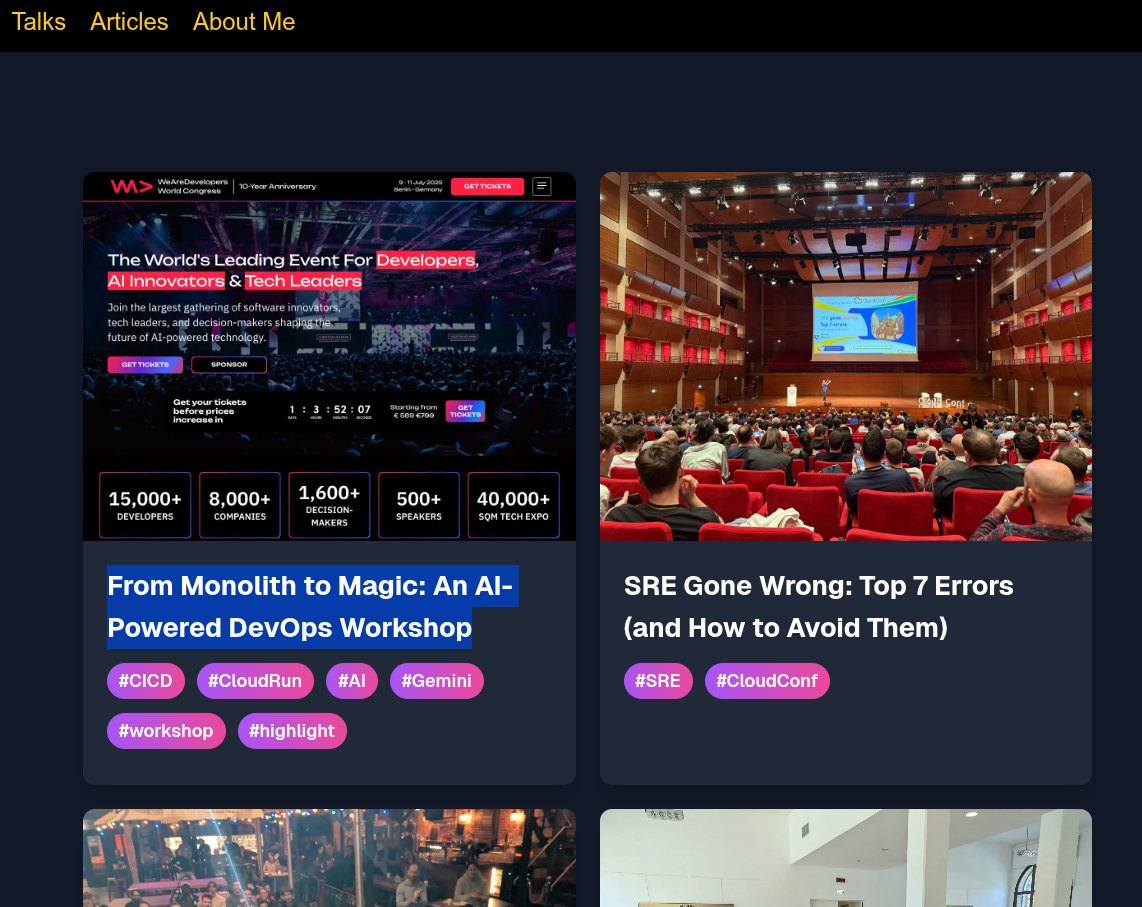 Talks Articles About Me
WeAreDevelopers
World Congress
10-Year Anniversary
9 - 11 July 2025
Berlin - Germany
GET TICKETS
The World's Leading Event For Developers,
AI Innovators & Tech Leaders
Join the largest gathering of software innovators,
tech leaders, and decision-makers shaping the
future of AI-powered technology.
GET TICKETS SPONSOR
Get your tickets
before prices
increase in
1 : 3 : 52 : 07
DAYS HOURS MINUTES SECONDS
Starting from
€ 589 €799
GET
TICKETS
15,000+
DEVELOPERS
8,000+
COMPANIES
1,600+
DECISION-
MAKERS
500+
SPEAKERS
40,000+
SQM TECH EXPO
From Monolith to Magic: An AI-
Powered DevOps Workshop
#CICD #CloudRun #AI #Gemini
#workshop #highlight
gone wrong
Top 7 errors
SRE Gone Wrong: Top 7 Errors
(and How to Avoid Them)
#SRE #CloudConf